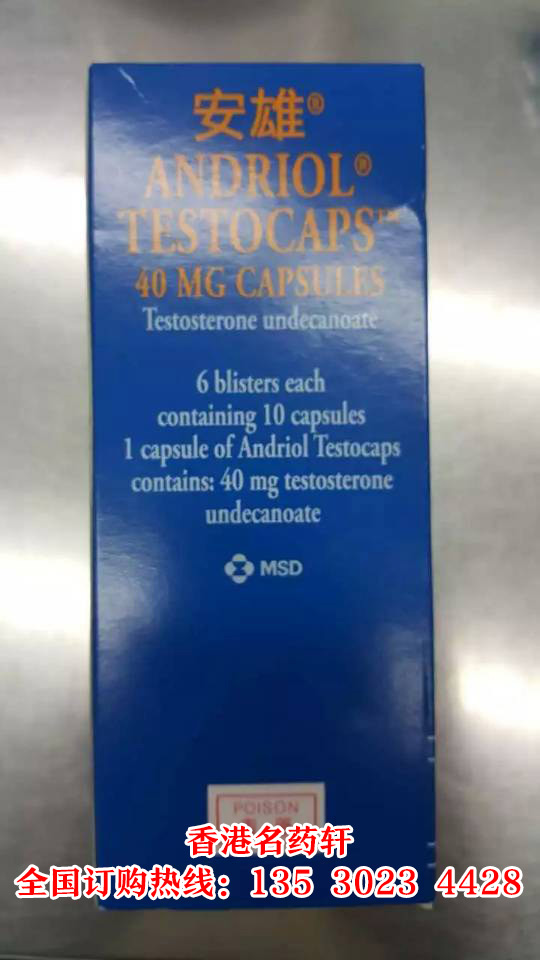 安雄®
ANDRIOL®
TESTOCAPS™
40 MG CAPSULES
Testosterone undecanoate
6 blisters each
containing 10 capsules
1 capsule of Andriol Testocaps
contains: 40 mg testosterone
undecanoate
MSD
POISON
香港名药轩
全国订购热线：135 3023 4428